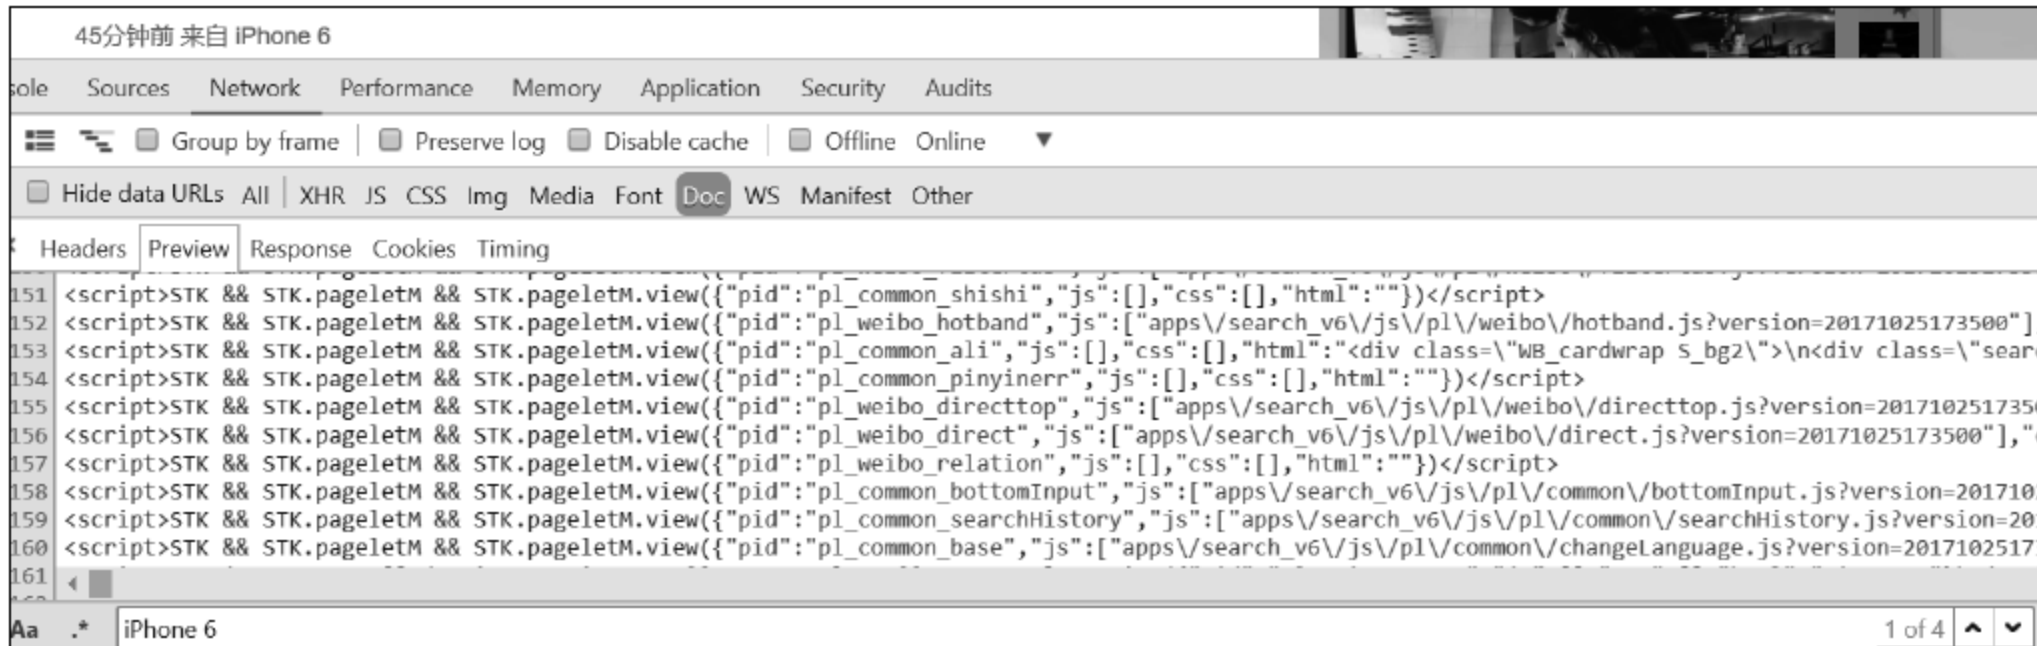 45分钟前 来自 iPhone 6
sole Sources Network Performance Memory Application Security Audits
Group by frame Preserve log Disable cache Offline Online ▼
Hide data URLs All XHR JS CSS Img Media Font Doc WS Manifest Other
Headers Preview Response Cookies Timing
151 <script>STK && STK.pageletM && STK.pageletM.view({"pid":"pl_common_shishi","js":[],"css":[],"html":""})</script>
152 <script>STK && STK.pageletM && STK.pageletM.view({"pid":"pl_weibo_hotband","js":["apps\/search_v6\/js\/pl\/weibo\/hotband.js?version=20171025173500"]
153 <script>STK && STK.pageletM && STK.pageletM.view({"pid":"pl_common_ali","js":[],"css":[],"html":"<div class=\"WB_cardwrap S_bg2\">\n<div class=\"sear
154 <script>STK && STK.pageletM && STK.pageletM.view({"pid":"pl_common_pinyinerr","js":[],"css":[],"html":""})</script>
155 <script>STK && STK.pageletM && STK.pageletM.view({"pid":"pl_weibo_directtop","js":["apps\/search_v6\/js\/pl\/weibo\/directtop.js?version=2017102517350
156 <script>STK && STK.pageletM && STK.pageletM.view({"pid":"pl_weibo_direct","js":["apps\/search_v6\/js\/pl\/weibo\/direct.js?version=20171025173500"],"
157 <script>STK && STK.pageletM && STK.pageletM.view({"pid":"pl_weibo_relation","js":[],"css":[],"html":""})</script>
158 <script>STK && STK.pageletM && STK.pageletM.view({"pid":"pl_common_bottomInput","js":["apps\/search_v6\/js\/pl\/common\/bottomInput.js?version=201710
159 <script>STK && STK.pageletM && STK.pageletM.view({"pid":"pl_common_searchHistory","js":["apps\/search_v6\/js\/pl\/common\/searchHistory.js?version=20
160 <script>STK && STK.pageletM && STK.pageletM.view({"pid":"pl_common_base","js":["apps\/search_v6\/js\/pl\/common\/changeLanguage.js?version=2017102517
161
Aa .* iPhone 6 1 of 4